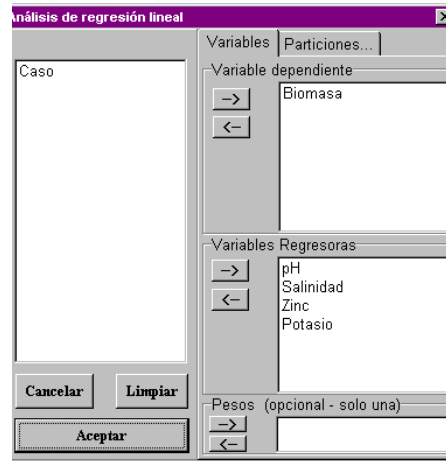 Análisis de regresión lineal
Variables Particiones...
Caso
Variable dependiente
-->
<--
Biomasa
Variables Regresoras
-->
<--
pH
Salinidad
Zinc
Potasio
Cancelar Limpiar
Aceptar
Pesos (opcional - solo una)
-->
<--